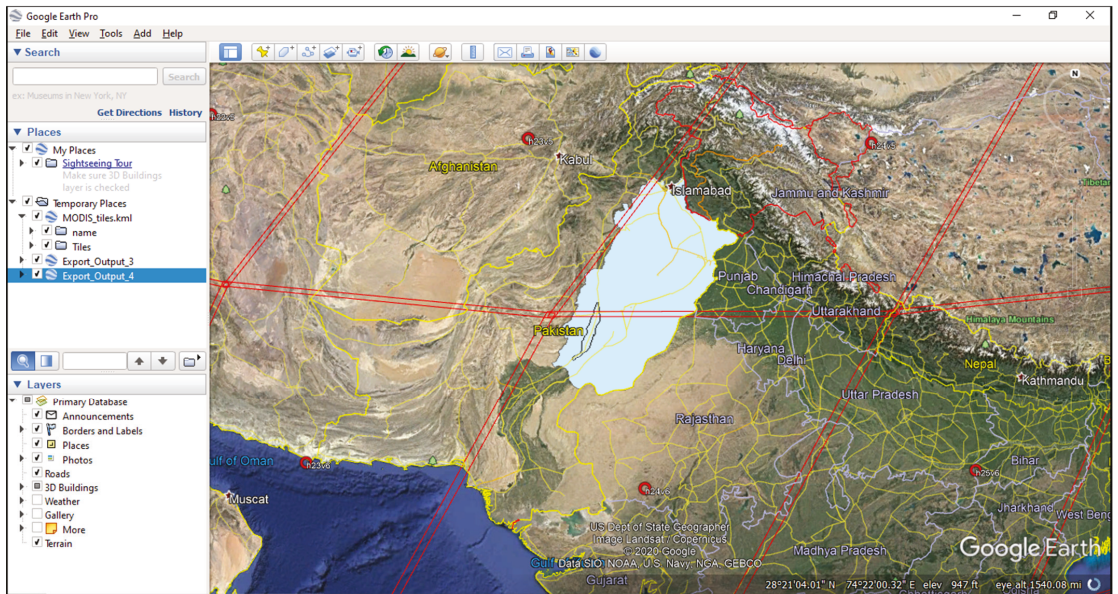 Google Earth Pro
File Edit View Tools Add Help
Search
Search
ex: Museums in New York, NY
Get Directions History
Places
My Places
Sightseeing Tour
Make sure 3D Buildings
layer is checked
Temporary Places
MODIS_tiles.kml
name
Tiles
Export_Output_3
Export_Output_4
Layers
Primary Database
Announcements
Borders and Labels
Places
Photos
Roads
3D Buildings
Weather
Gallery
More
Terrain
N
h23v5
Kabul
h24v5
Afghanistan
Islamabad
Jammu and Kashmir
Punjab
Himachal Pradesh
Chandigarh
Uttarakhand
Himalaya Mountains
Pakistan
Haryana
Delhi
Nepal
Kathmandu
Uttar Pradesh
Rajasthan
ulf of Oman
h23v6
Bihar
h25v6
h24v6
Muscat
Jharkhand
West Beng
US Dept of State Geographer
Image Landsat / Copernicus
© 2020 Google
Data SIO, NOAA, U.S. Navy, NGA, GEBCO
Madhya Pradesh
Google Earth
Gujarat
28°21'04.01" N 74°22'00.32" E elev 947 ft eye alt 1540.08 mi